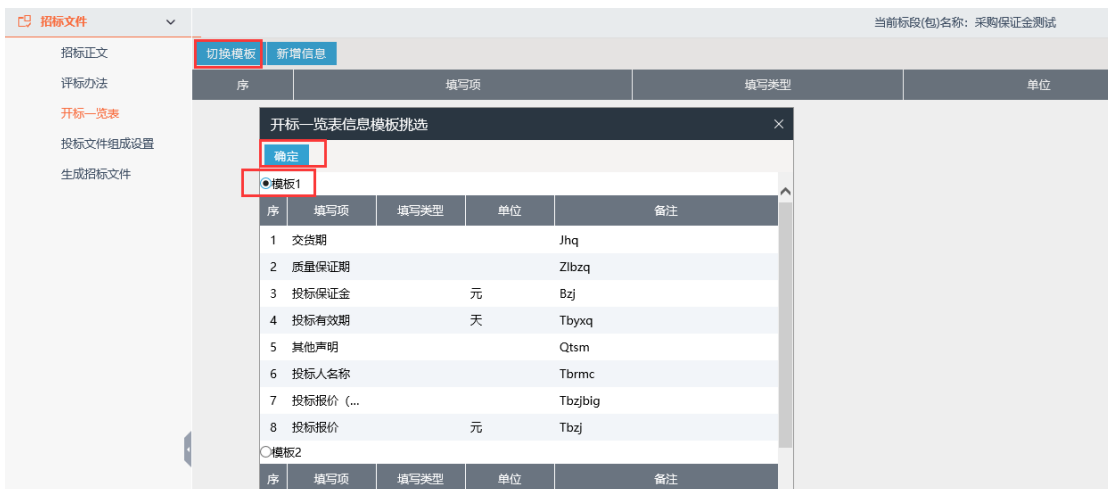 招标文件
当前标段(包)名称：采购保证金测试
招标正文
评标办法
开标一览表
投标文件组成设置
生成招标文件
切换模板 新增信息
序 填写项 填写类型 单位
开标一览表信息模板挑选
确定
模板1
序 填写项 填写类型 单位 备注
1 交货期 Jhq
2 质量保证期 Zlbzq
3 投标保证金 元 Bzj
4 投标有效期 天 Tbyxq
5 其他声明 Qtsm
6 投标人名称 Tbrmc
7 投标报价（... Tbzjbig
8 投标报价 元 Tbzj
模板2
序 填写项 填写类型 单位 备注